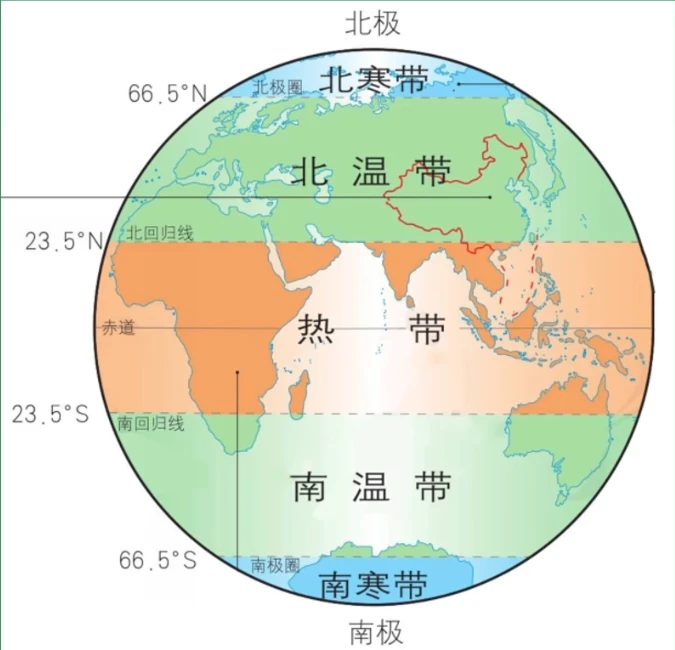 北极
66.5°N
北极圈
北寒带
北温带
23.5°N
北回归线
赤道
热带
23.5°S
南回归线
南温带
66.5°S
南极圈
南寒带
南极